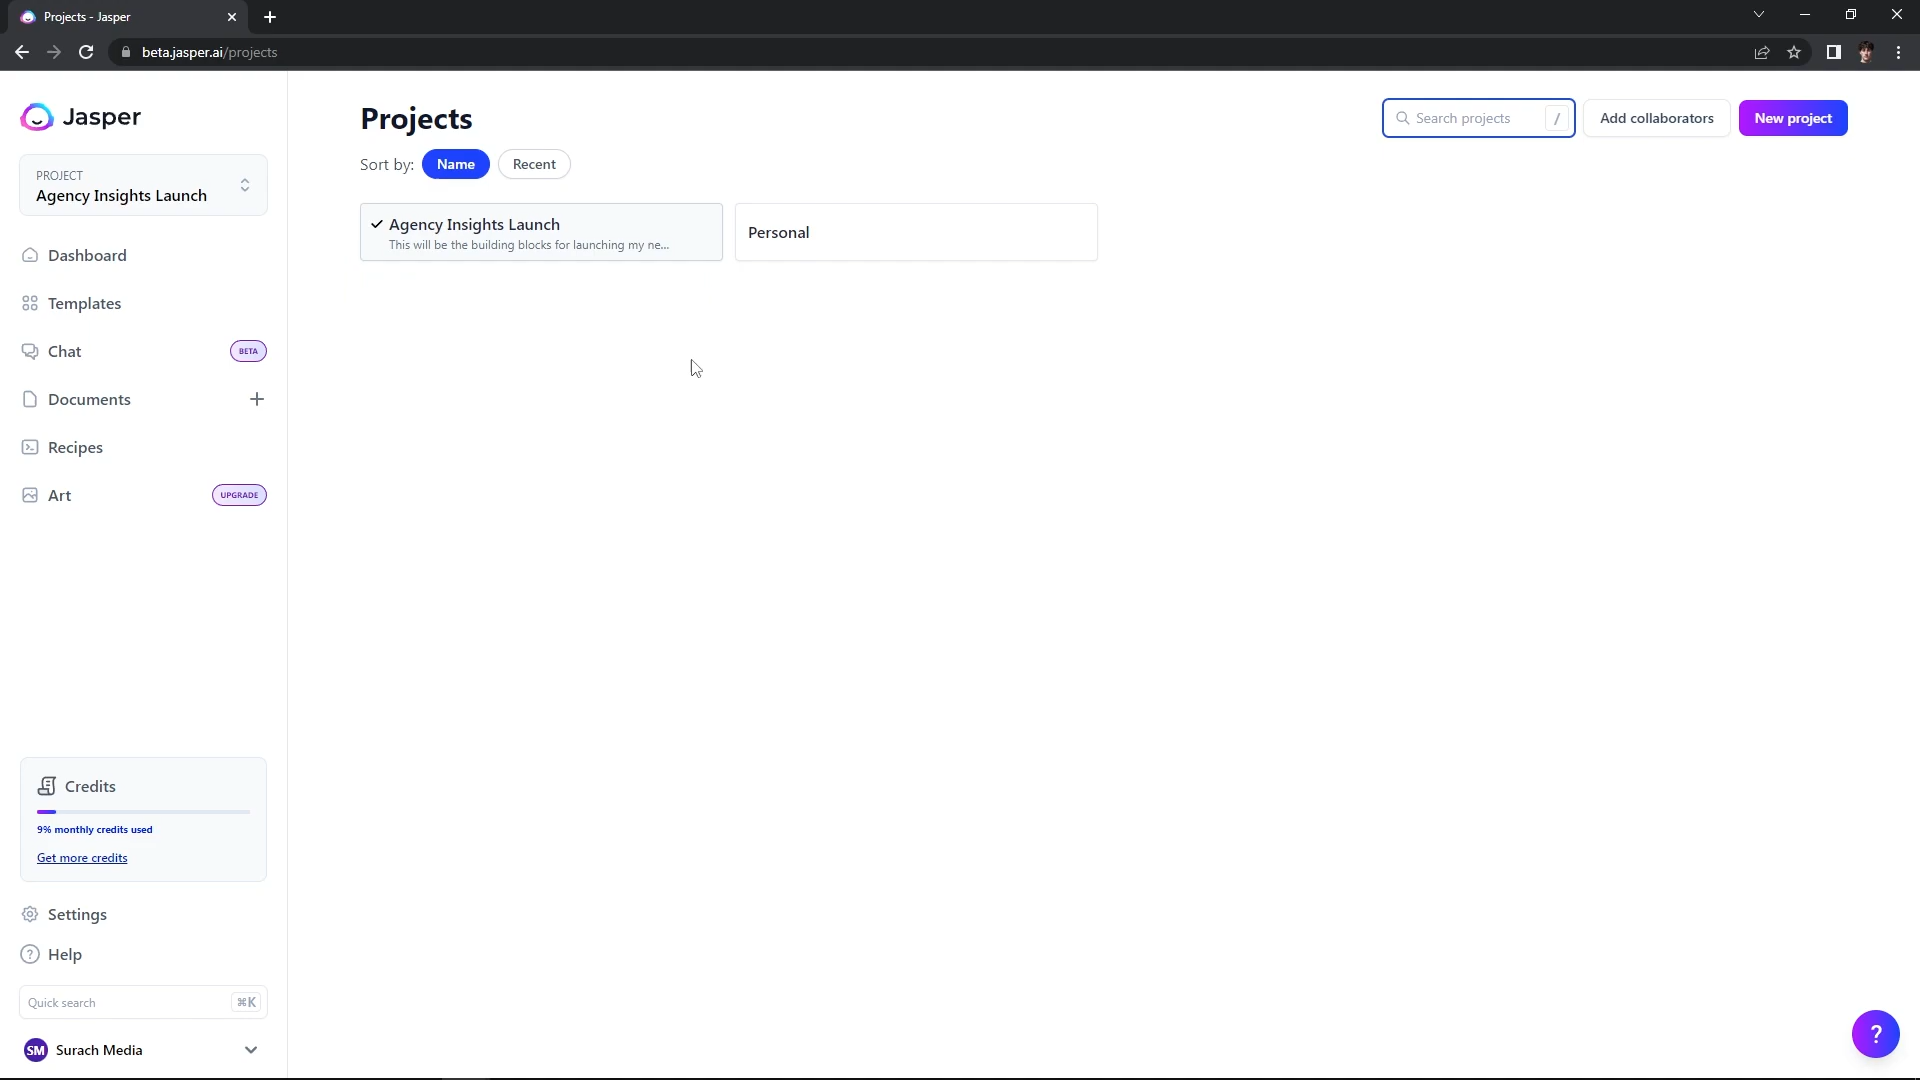 Projects - Jasper
beta.jasper.ai/projects
Jasper
PROJECT
Agency Insights Launch
Dashboard
Templates
Chat BETA
Documents
Recipes
Art UPGRADE
Credits
9% monthly credits used
Get more credits
Settings
Help
Quick search ⌘K
SM Surach Media
Projects
Search projects /
Add collaborators
New project
Sort by: Name Recent
Agency Insights Launch
This will be the building blocks for launching my ne...
Personal
?